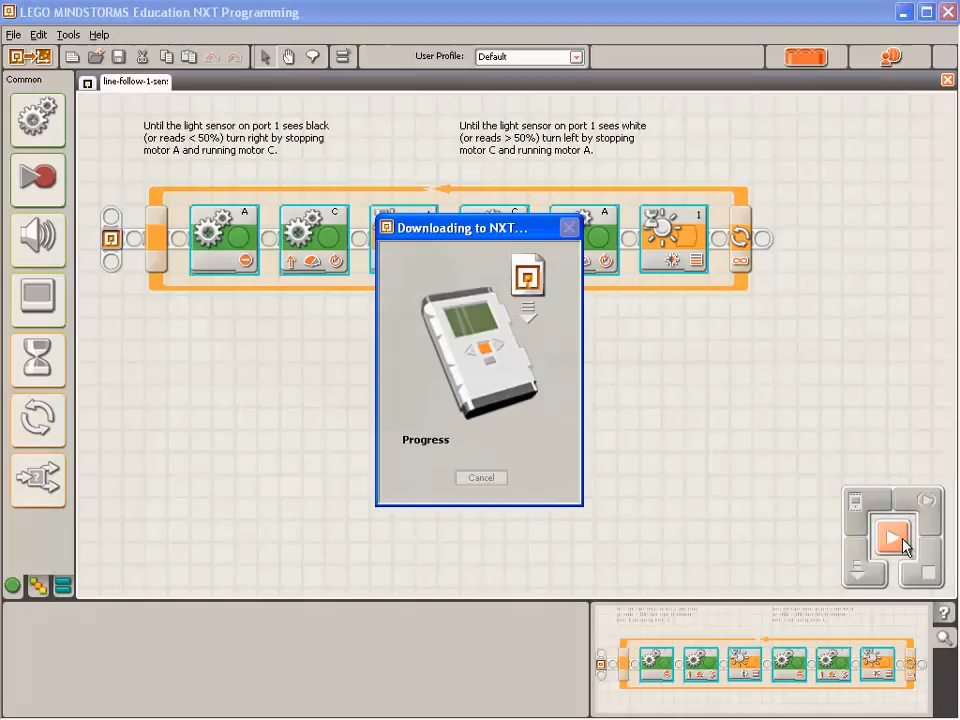 LEGO MINDSTORMS Education NXT Programming
File Edit Tools Help
User Profile: Default
Common
line-follow-1-sens
Until the light sensor on port 1 sees black
(or reads < 50%) turn right by stopping
motor A and running motor C.
Until the light sensor on port 1 sees white
(or reads > 50%) turn left by stopping
motor C and running motor A.
A C C A 1
Downloading to NXT...
Progress
Cancel
?